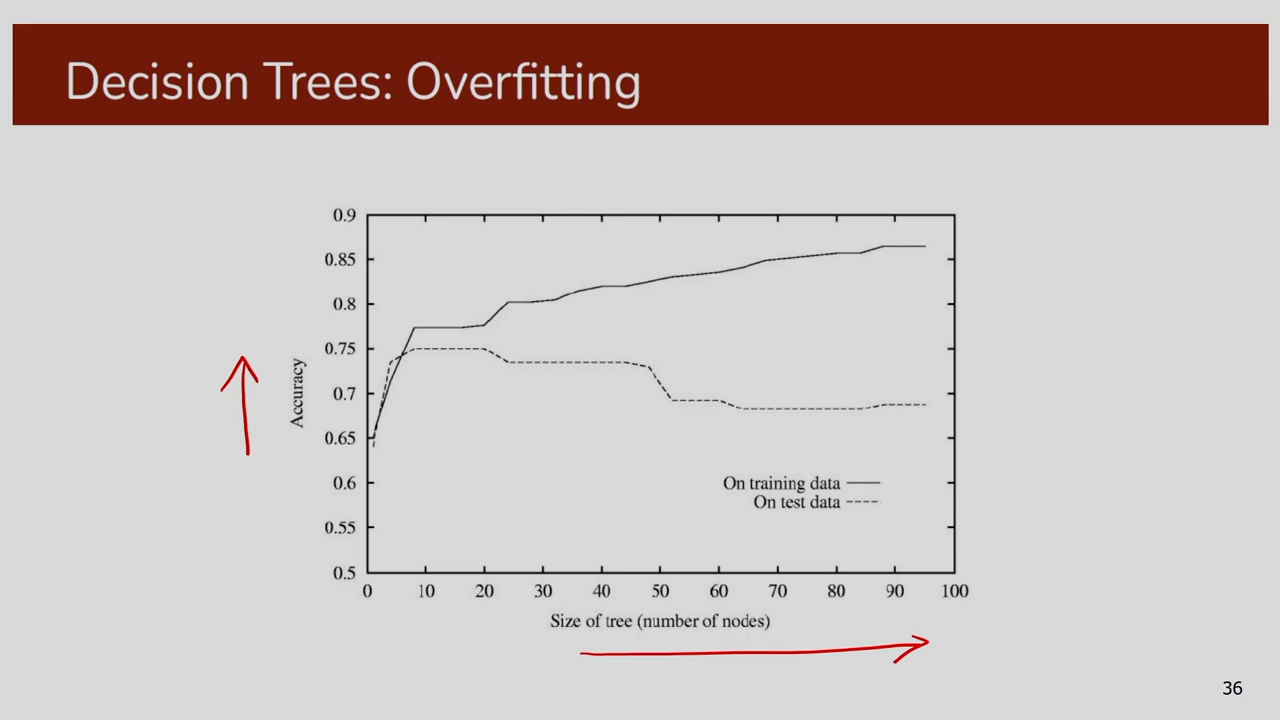 Decision Trees: Overfitting
0.9
0.85
0.8
0.75
0.7
0.65
0.6
0.55
0.5
Accuracy
On training data
On test data
0 10 20 30 40 50 60 70 80 90 100
Size of tree (number of nodes)
36